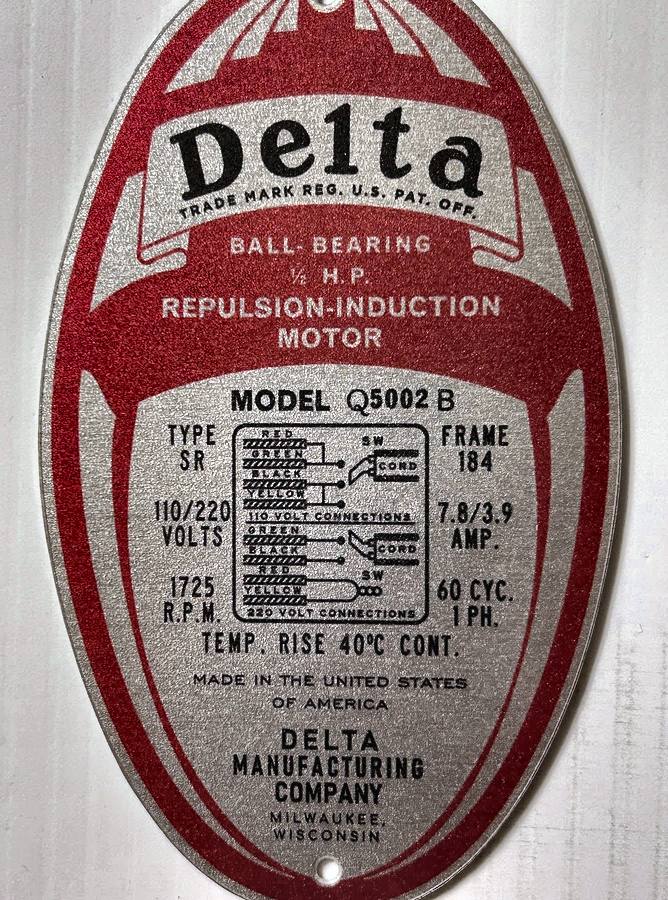 Delta
TRADE MARK REG. U.S. PAT. OFF.
BALL-BEARING
½ H.P.
REPULSION-INDUCTION
MOTOR
MODEL Q5002 B
TYPE
SR
110/220
VOLTS
1725
R.P.M.
RED
GREEN
BLACK
YELLOW
SW
CORD
110 VOLT CONNECTIONS
GREEN
BLACK
RED
YELLOW
CORD
SW
220 VOLT CONNECTIONS
FRAME
184
7.8/3.9
AMP.
60 CYC.
1 PH.
TEMP. RISE 40ºC CONT.
MADE IN THE UNITED STATES
OF AMERICA
DELTA
MANUFACTURING
COMPANY
MILWAUKEE,
WISCONSIN